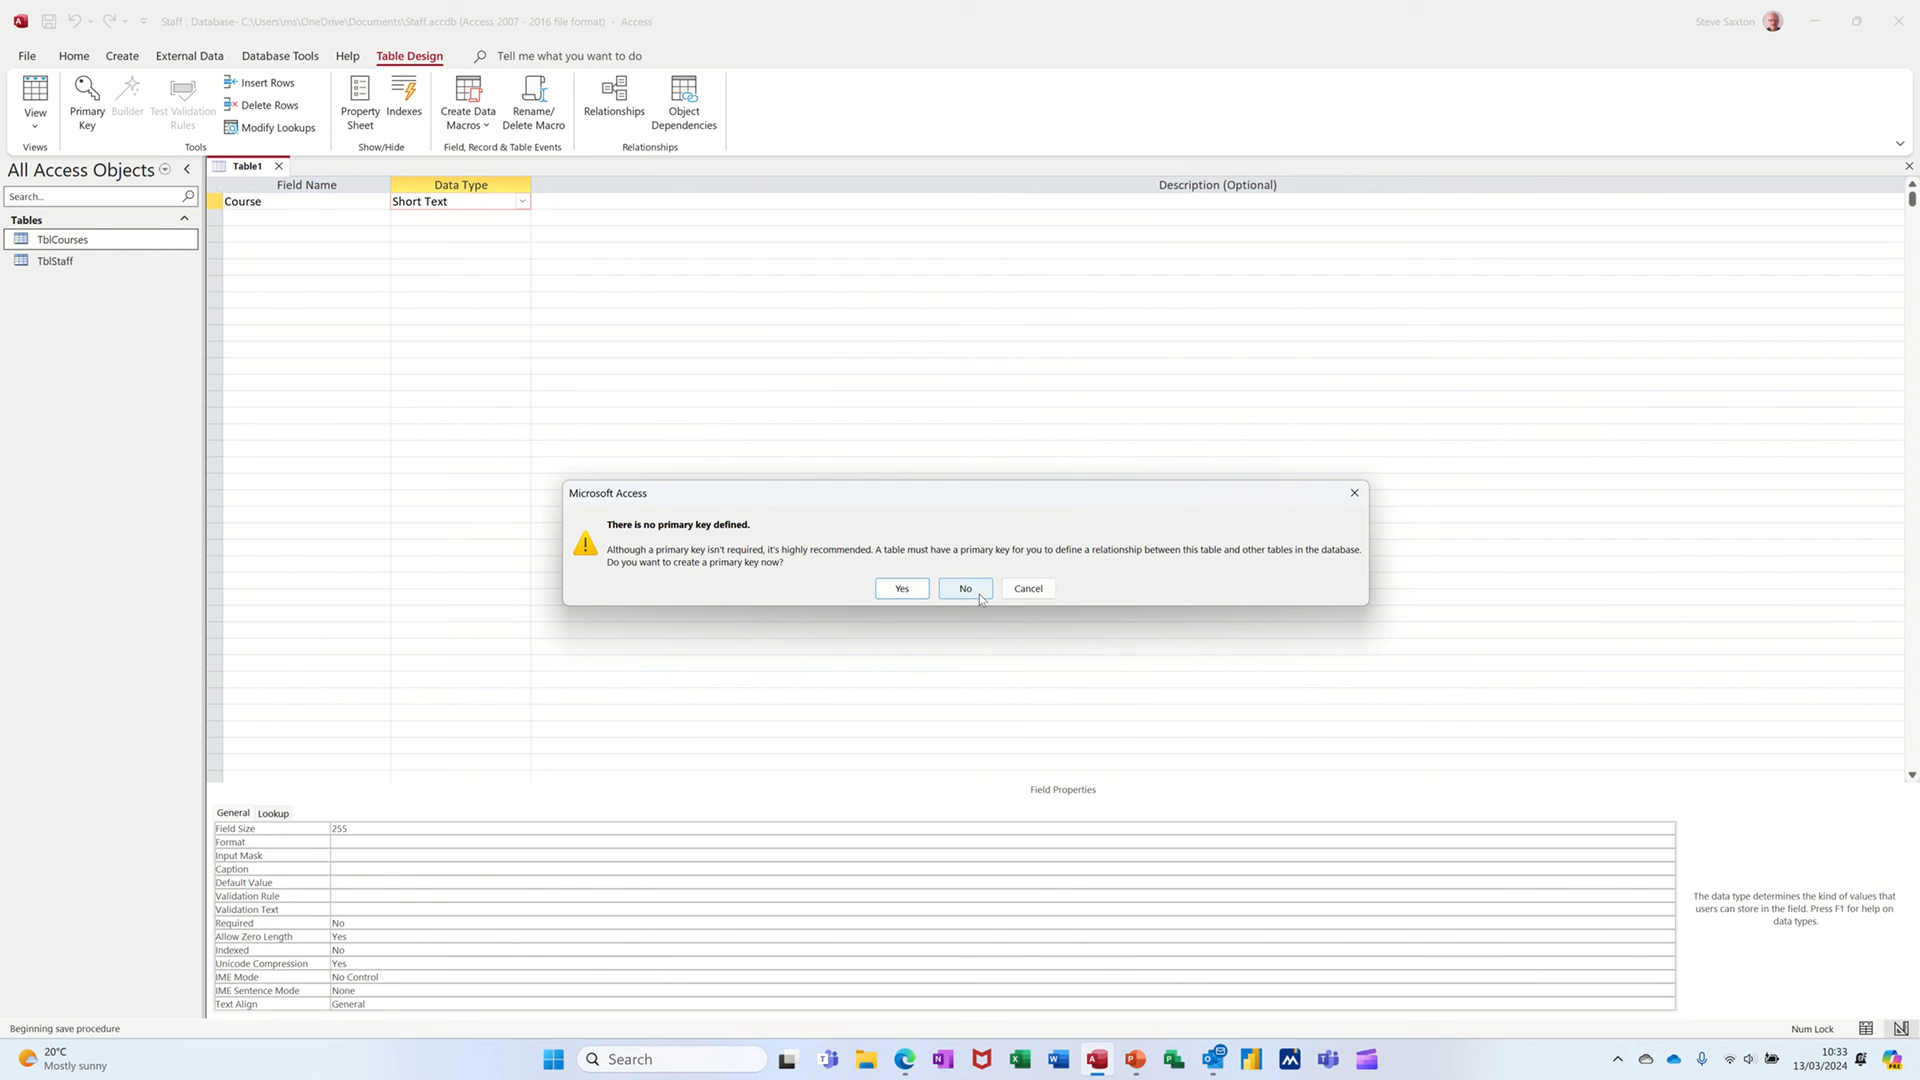 Staff : Database- C:\Users\ms\OneDrive\Documents\Staff.accdb (Access 2007 - 2016 file format) - Access
Steve Saxton
File
Home
Create
External Data
Database Tools
Help
Table Design
Tell me what you want to do
View
Primary
Key
Builder
Test Validation
Rules
Insert Rows
Delete Rows
Modify Lookups
Property
Sheet
Indexes
Create Data
Macros
Rename/
Delete Macro
Relationships
Object
Dependencies
Views
Tools
Show/Hide
Field, Record & Table Events
Relationships
All Access Objects
Search...
Tables
TblCourses
TblStaff
Table1
Field Name
Data Type
Description (Optional)
Course
Short Text
Microsoft Access
There is no primary key defined.
Although a primary key isn't required, it's highly recommended. A table must have a primary key for you to define a relationship between this table and other tables in the database.
Do you want to create a primary key now?
Yes
No
Cancel
Field Properties
General
Lookup
Field Size 255
Format
Input Mask
Caption
Default Value
Validation Rule
Validation Text
Required No
Allow Zero Length Yes
Indexed No
Unicode Compression Yes
IME Mode No Control
IME Sentence Mode None
Text Align General
The data type determines the kind of values that
users can store in the field. Press F1 for help on
data types.
Beginning save procedure
Num Lock
20°C
Mostly sunny
Search
10:33
13/03/2024
PRE